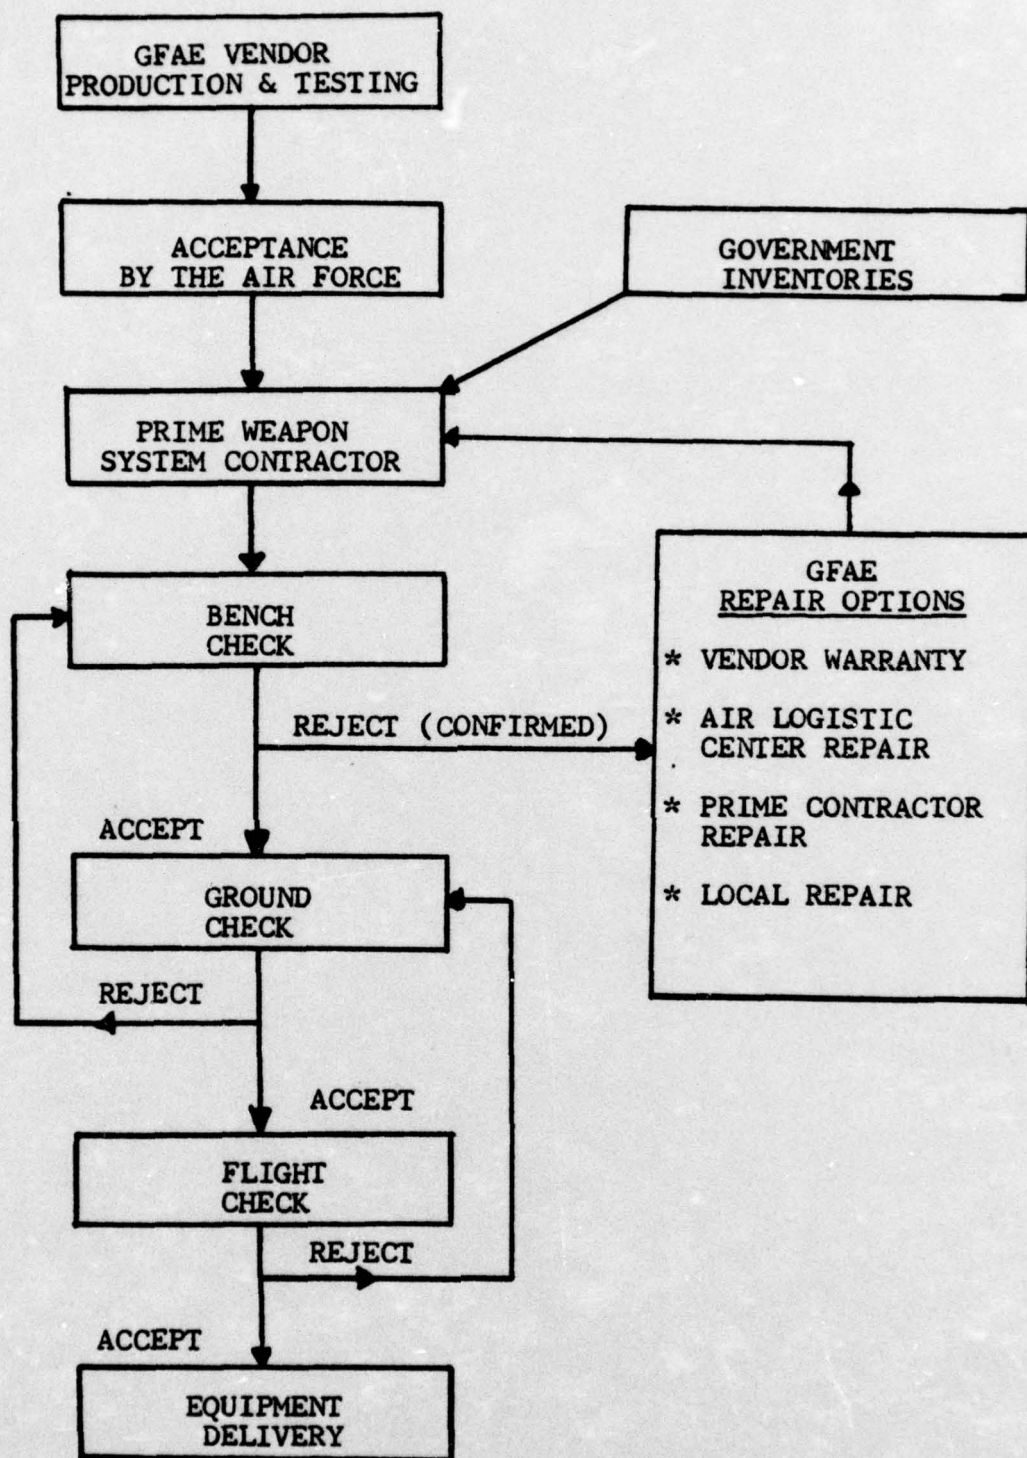 GFAE VENDOR
PRODUCTION & TESTING
ACCEPTANCE
BY THE AIR FORCE
GOVERNMENT
INVENTORIES
PRIME WEAPON
SYSTEM CONTRACTOR
BENCH
CHECK
GFAE
REPAIR OPTIONS
* VENDOR WARRANTY
* AIR LOGISTIC
CENTER REPAIR
* PRIME CONTRACTOR
REPAIR
* LOCAL REPAIR
REJECT (CONFIRMED)
ACCEPT
GROUND
CHECK
REJECT
ACCEPT
FLIGHT
CHECK
REJECT
ACCEPT
EQUIPMENT
DELIVERY